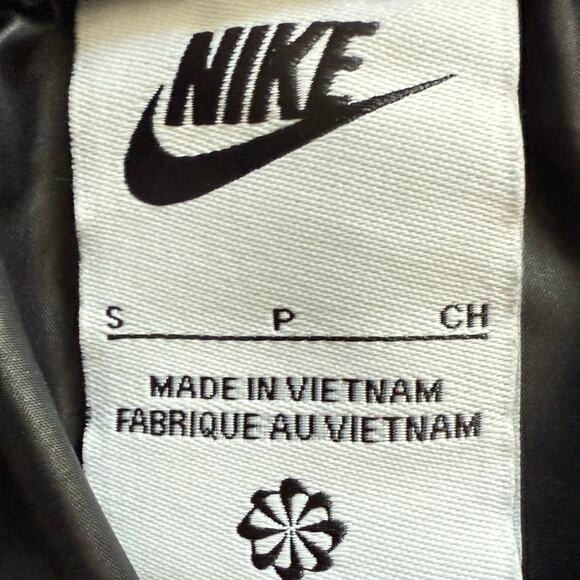 NIKE
S P CH
MADE IN VIETNAM
FABRIQUE AU VIETNAM